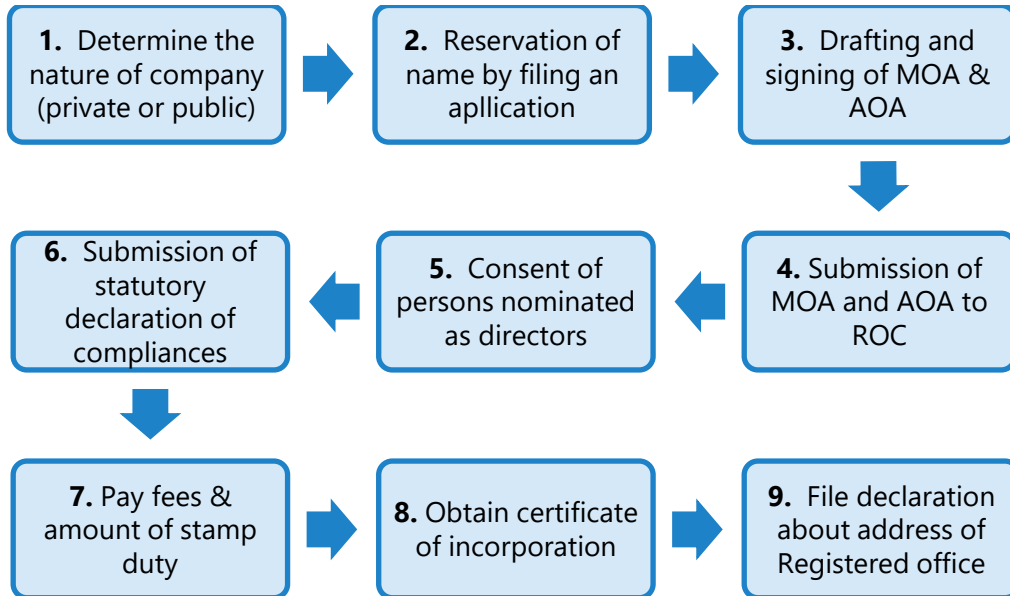 1. Determine the
nature of company
(private or public)
2. Reservation of
name by filing an
apllication
3. Drafting and
signing of MOA &
AOA
4. Submission of
MOA and AOA to
ROC
5. Consent of
persons nominated
as directors
6. Submission of
statutory
declaration of
compliances
7. Pay fees &
amount of stamp
duty
8. Obtain certificate
of incorporation
9. File declaration
about address of
Registered office